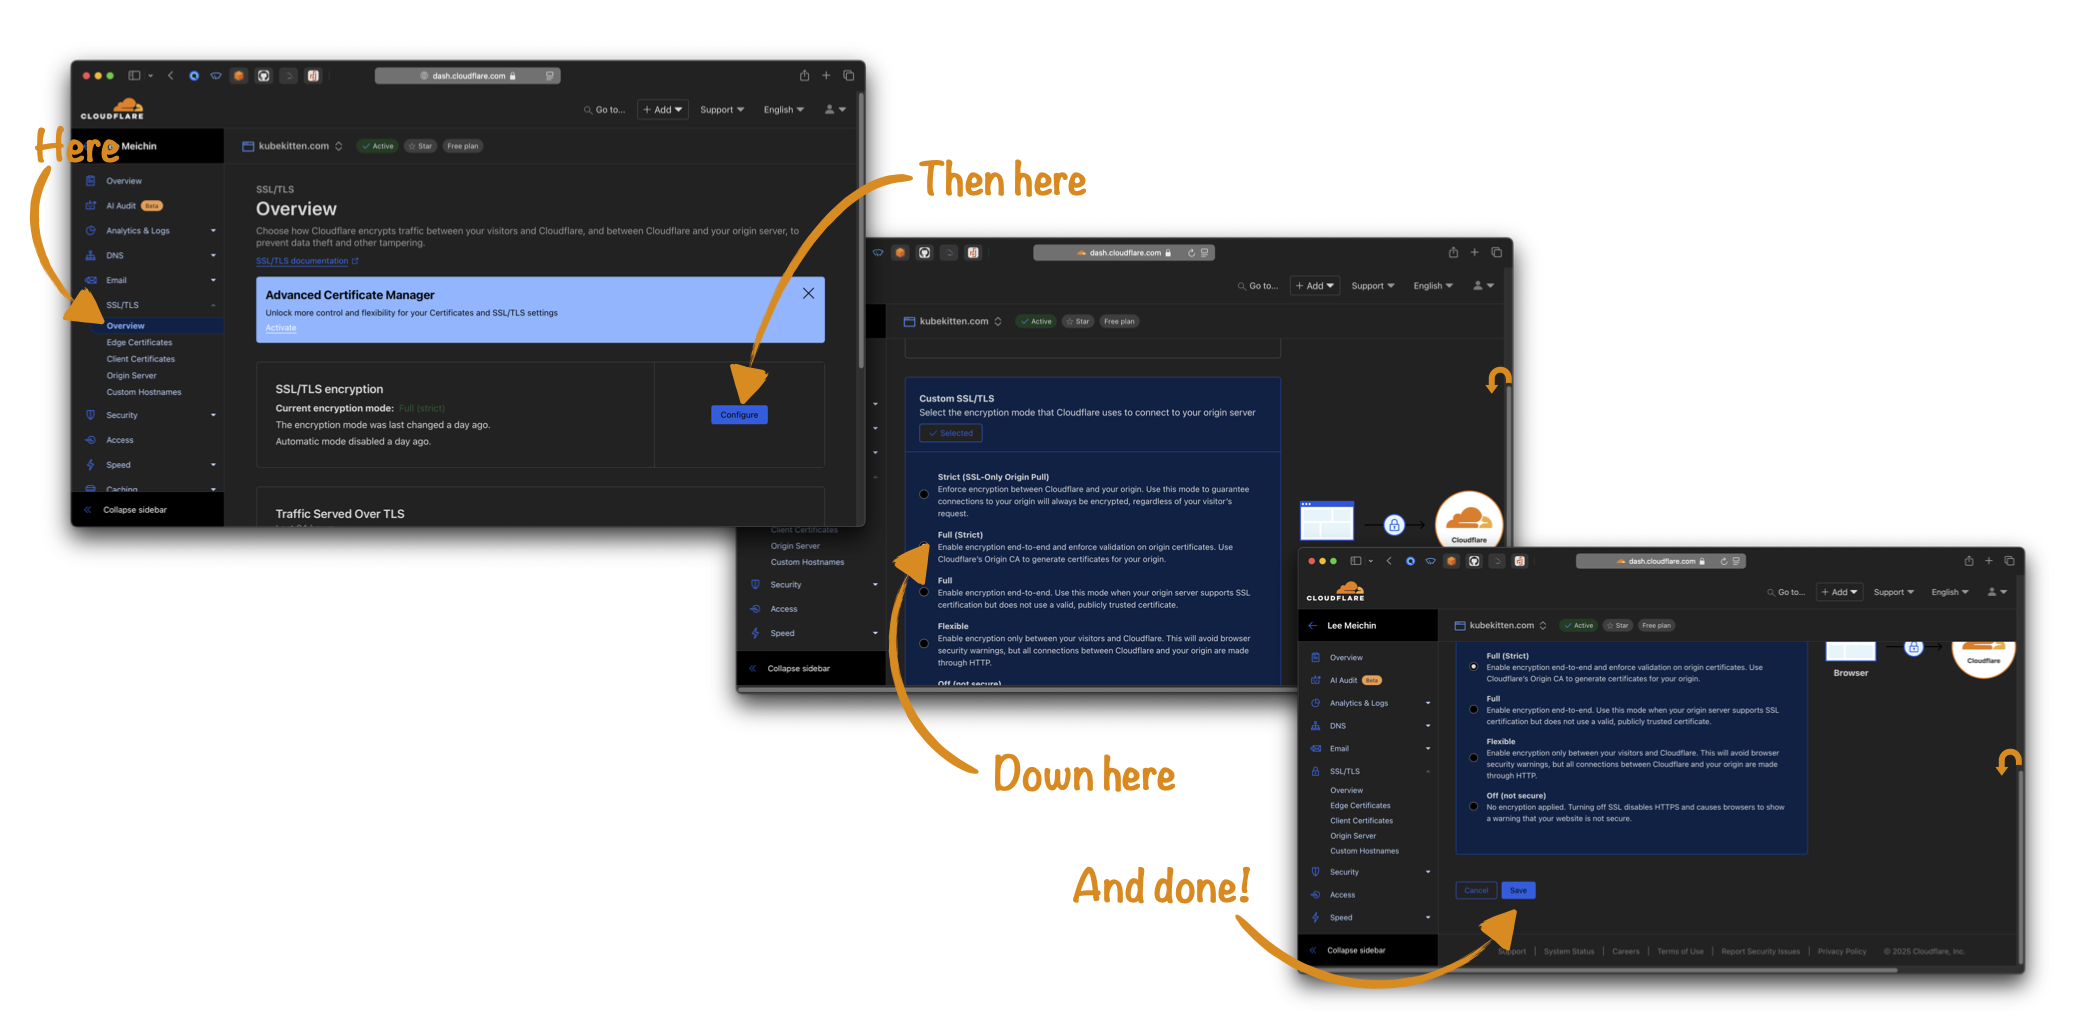 dash.cloudflare.com
CLOUDFLARE
Go to...
+ Add
Support
English
Here
Meichin
kubekitten.com
Active
Star
Free plan
Overview
AI Audit
Beta
Analytics & Logs
DNS
Email
SSL/TLS
Overview
Edge Certificates
Client Certificates
Origin Server
Custom Hostnames
Security
Access
Speed
Caching
Collapse sidebar
SSL/TLS
Overview
Choose how Cloudflare encrypts traffic between your visitors and Cloudflare, and between Cloudflare and your origin server, to
prevent data theft and other tampering.
SSL/TLS documentation
Advanced Certificate Manager
Unlock more control and flexibility for your Certificates and SSL/TLS settings
Activate
SSL/TLS encryption
Current encryption mode: Full (strict)
The encryption mode was last changed a day ago.
Automatic mode disabled a day ago.
Configure
Traffic Served Over TLS
Then here
dash.cloudflare.com
Go to...
+ Add
Support
English
kubekitten.com
Active
Star
Free plan
Client Certificates
Origin Server
Custom Hostnames
Security
Access
Speed
Collapse sidebar
Custom SSL/TLS
Select the encryption mode that Cloudflare uses to connect to your origin server
Selected
Strict (SSL-Only Origin Pull)
Enforce encryption between Cloudflare and your origin. Use this mode to guarantee
connections to your origin will always be encrypted, regardless of your visitor's
request.
Full (Strict)
Enable encryption end-to-end and enforce validation on origin certificates. Use
Cloudflare's Origin CA to generate certificates for your origin.
Full
Enable encryption end-to-end. Use this mode when your origin server supports SSL
certification but does not use a valid, publicly trusted certificate.
Flexible
Enable encryption only between your visitors and Cloudflare. This will avoid browser
security warnings, but all connections between Cloudflare and your origin are made
through HTTP.
Off (not secure)
Cloudflare
Down here
dash.cloudflare.com
CLOUDFLARE
Go to...
+ Add
Support
English
Lee Meichin
kubekitten.com
Active
Star
Free plan
Overview
AI Audit
Beta
Analytics & Logs
DNS
Email
SSL/TLS
Overview
Edge Certificates
Client Certificates
Origin Server
Custom Hostnames
Security
Access
Speed
Collapse sidebar
Full (Strict)
Enable encryption end-to-end and enforce validation on origin certificates. Use
Cloudflare's Origin CA to generate certificates for your origin.
Full
Enable encryption end-to-end. Use this mode when your origin server supports SSL
certification but does not use a valid, publicly trusted certificate.
Flexible
Enable encryption only between your visitors and Cloudflare. This will avoid browser
security warnings, but all connections between Cloudflare and your origin are made
through HTTP.
Off (not secure)
No encryption applied. Turning off SSL disables HTTPS and causes browsers to show
a warning that your website is not secure.
Browser
Cloudflare
Cancel
Save
And done!
Support
System Status
Careers
Terms of Use
Report Security Issues
Privacy Policy
© 2025 Cloudflare, Inc.